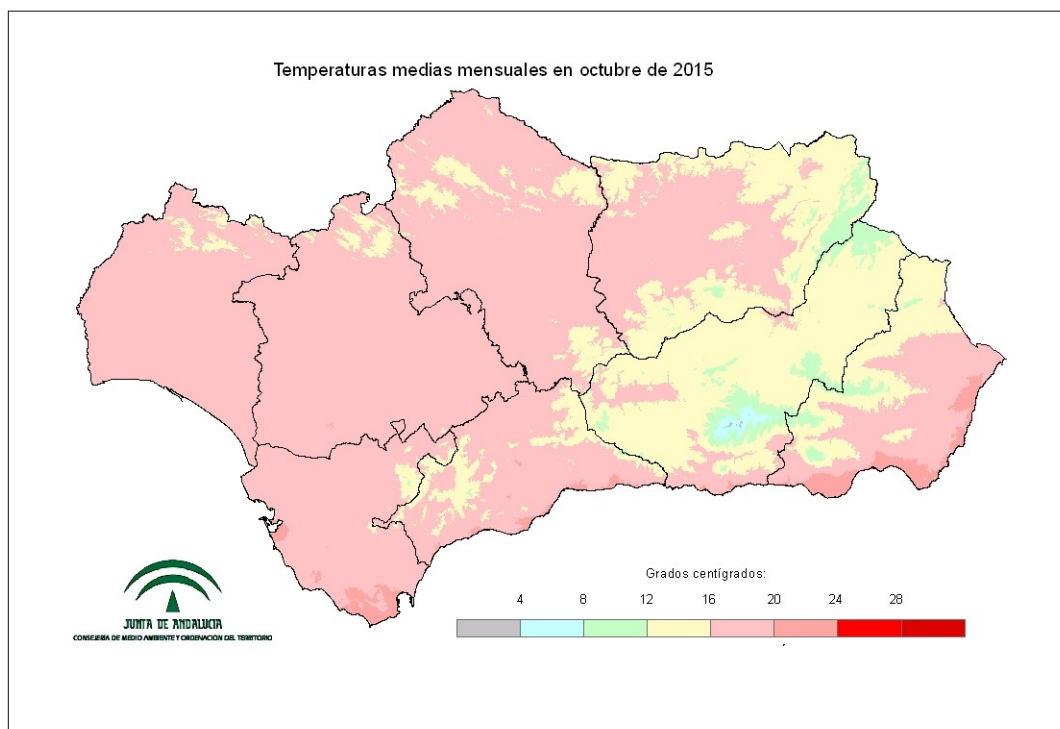 Temperaturas medias mensuales en octubre de 2015
Grados centígrados:
4 8 12 16 20 24 28
JUNTA DE ANDALUCIA
CONSEJERÍA DE MEDIO AMBIENTE Y ORDENACIÓN DEL TERRITORIO